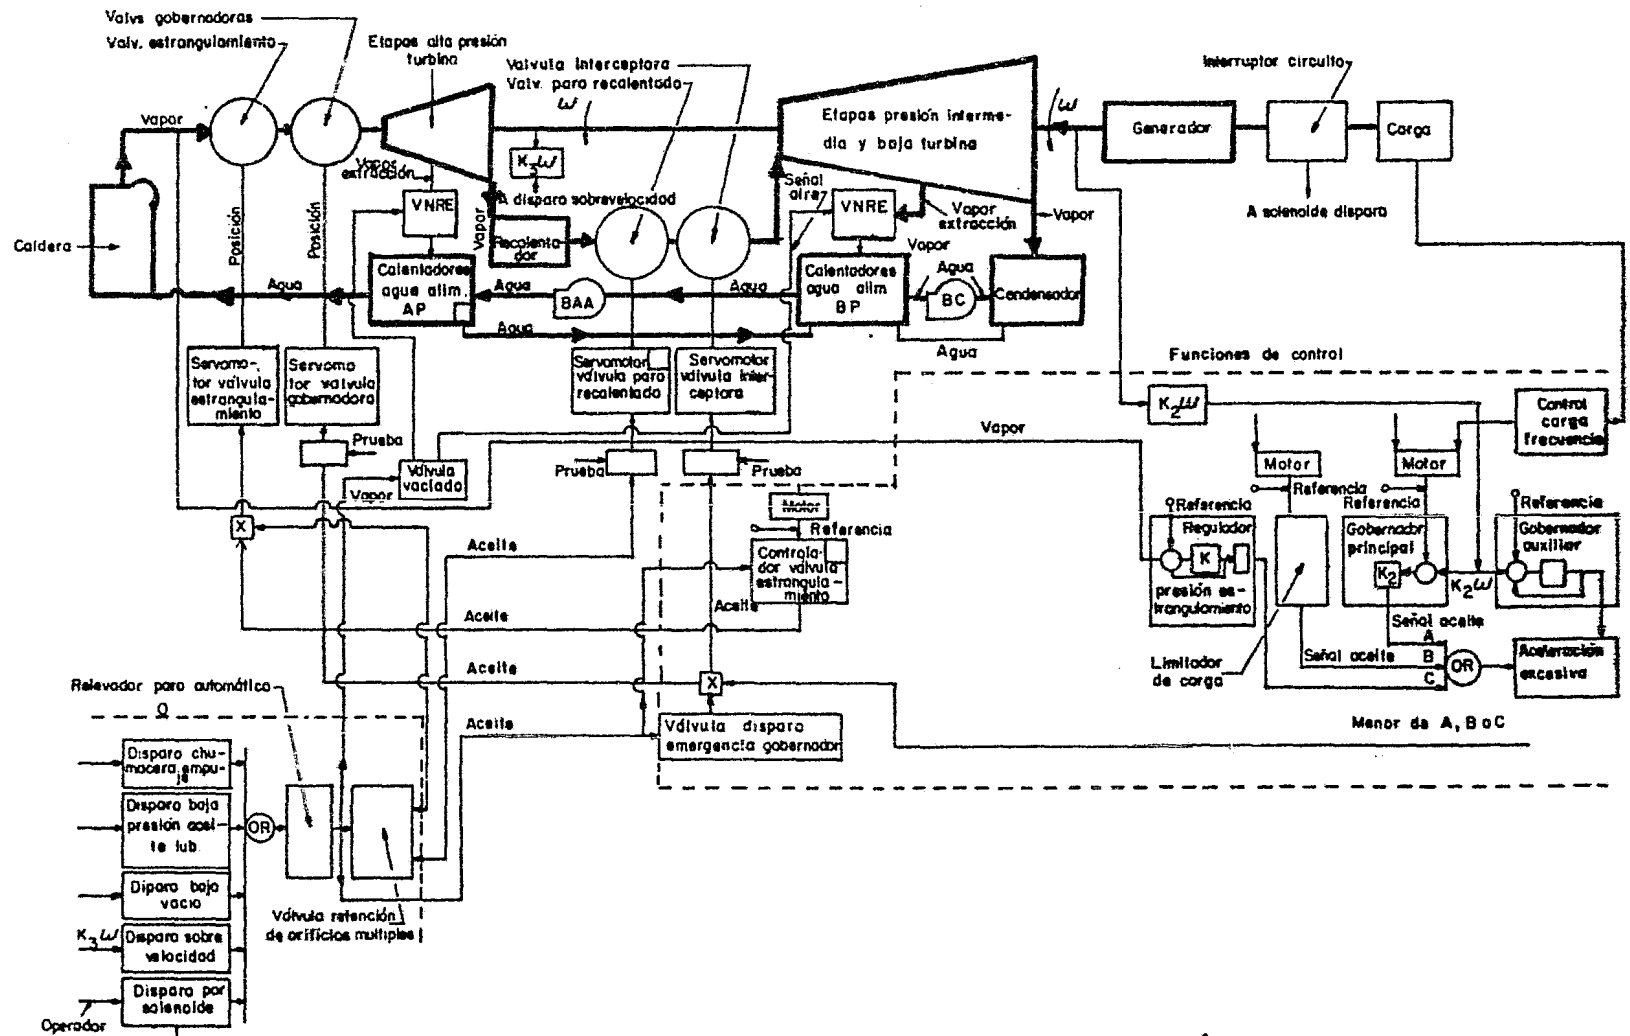 Valvs gobernadoras
Valv. estrangulamiento
Etapas alta presión
turbina
Valvula interceptora
Valv. paro recalentado
ω
Interruptor circuito
Vapor
Etapas presión interme-
dia y baja turbina
ω
Generador
Carga
K3ω
Vapor
extracción
A disparo sobrevelocidad
Señal
aire
VNRE
VNRE
Vapor
extracción
Vapor
A solenoide disparo
Caldera
Posición
Posición
Vapor
Recalenta-
dor
Vapor
Calentadores
agua alim.
AP
Agua
Agua
BAA
Agua
Calentadores
agua alim
BP
Agua
BC
Condensador
Agua
Agua
Funciones de control
Servomo-
tor válvula
estrangula-
miento
Servomo
tor valvula
gobernadora
Servomotor
válvula paro
recalentado
Servomotor
válvula inter-
ceptora
K2ω
Control
carga
frecuencia
Vapor
Prueba
Prueba
Prueba
Válvula
vaciado
Vapor
Motor
Motor
Motor
Referencia
Referencia
Referencia
Referencia
Referencia
X
Aceite
Controla-
dor válvula
estrangula-
miento
Regulador
K
presión es-
trangulamiento
Gobernador
principal
K2
K2ω
Gobernador
auxiliar
Aceite
Aceite
Señal aceite
A
Señal aceite
B
C
OR
Aceleración
excesiva
Limitador
de carga
Aceite
X
Relevador paro automático
O
Aceite
Válvula disparo
emergencia gobernador
Menor da A, B o C
Disparo chu-
macera empu-
je
Disparo baja
presión acei-
te lub.
OR
Diparo bajo
vacio
K3ω
Disparo sobre
velocidad
Válvula retención
de orificios multiples
Disparo por
solenoide
Operador